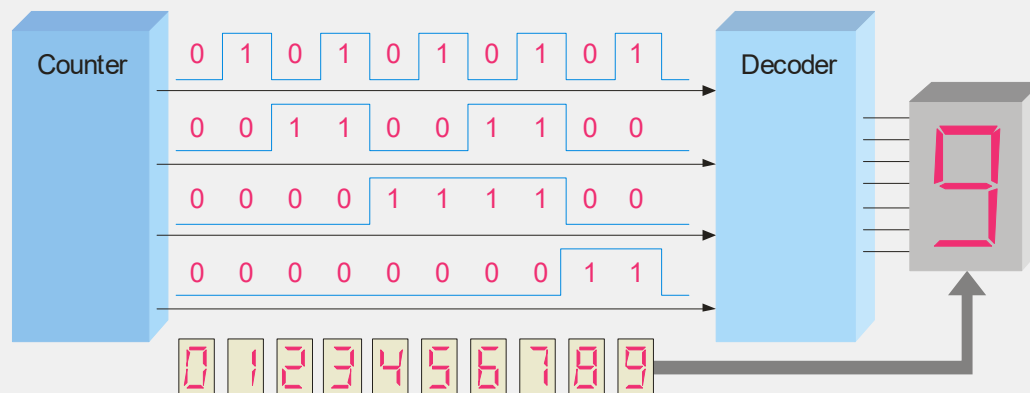 Counter
Decoder
0 1 0 1 0 1 0 1 0 1
0 0 1 1 0 0 1 1 0 0
0 0 0 0 1 1 1 1 0 0
0 0 0 0 0 0 0 0 1 1
9
0 1 2 3 4 5 6 7 8 9